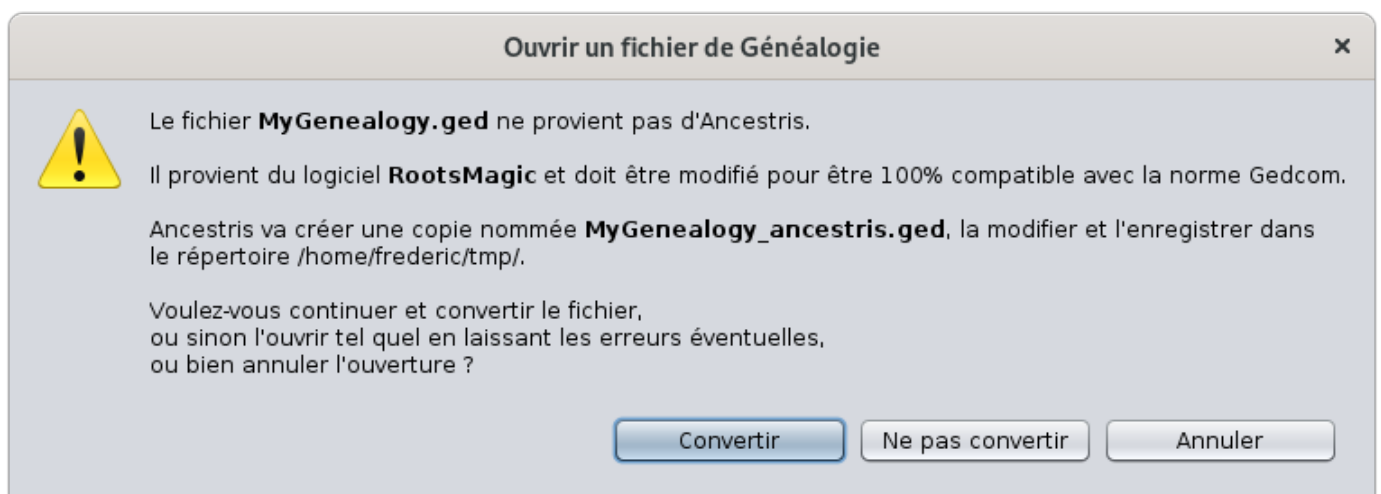 Ouvrir un fichier de Généalogie
Le fichier MyGenealogy.ged ne provient pas d'Ancestris.
Il provient du logiciel RootsMagic et doit être modifié pour être 100% compatible avec la norme Gedcom.
Ancestris va créer une copie nommée MyGenealogy_ancestris.ged, la modifier et l'enregistrer dans
le répertoire /home/frederic/tmp/.
Voulez-vous continuer et convertir le fichier,
ou sinon l'ouvrir tel quel en laissant les erreurs éventuelles,
ou bien annuler l'ouverture ?
Convertir
Ne pas convertir
Annuler